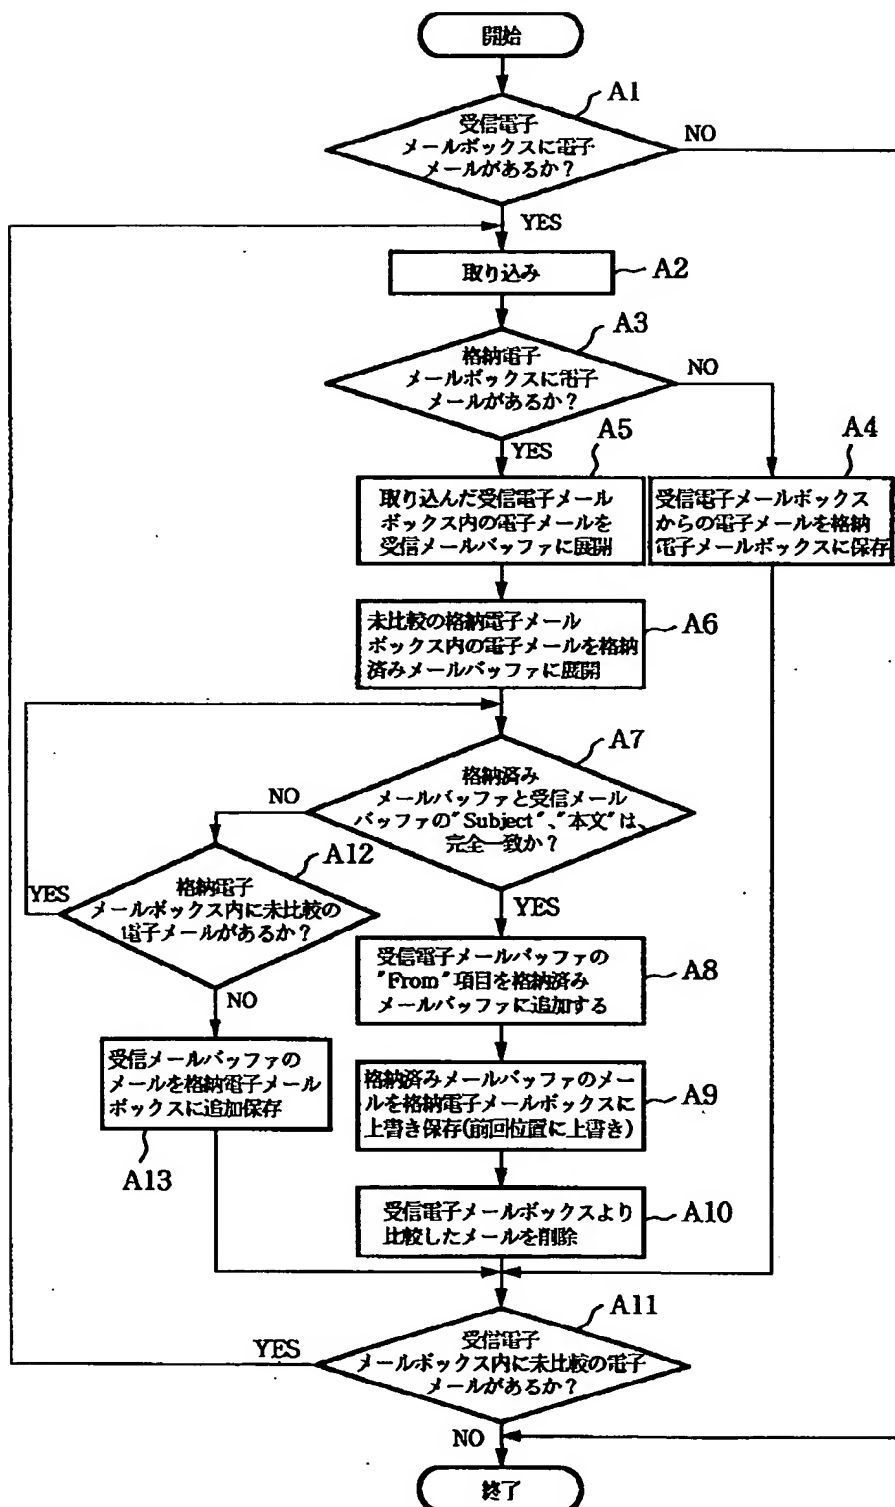 開始
A1
受信電子
メールボックスに電子
メールがあるか？
NO
YES
取り込み
A2
A3
格納電子
メールボックスに電子
メールがあるか？
NO
YES
A5
A4
取り込んだ受信電子メール
ボックス内の電子メールを
受信メールバッファに展開
受信電子メールボックス
からの電子メールを格納
電子メールボックスに保存
未比較の格納電子メール
ボックス内の電子メールを格納
済みメールバッファに展開
A6
A7
格納済み
メールバッファと受信メール
バッファの"Subject"、"本文"は、
完全一致か？
NO
YES
A12
格納電子
メールボックス内に未比較の
電子メールがあるか？
YES
NO
受信電子メールバッファの
"From"項目を格納済み
メールバッファに追加する
A8
受信メールバッファの
メールを格納電子メール
ボックスに追加保存
A13
格納済みメールバッファのメー
ルを格納電子メールボックスに
上書き保存(前回位置に上書き)
A9
受信電子メールボックスより
比較したメールを削除
A10
A11
受信電子
メールボックス内に未比較の電子
メールがあるか？
YES
NO
終了